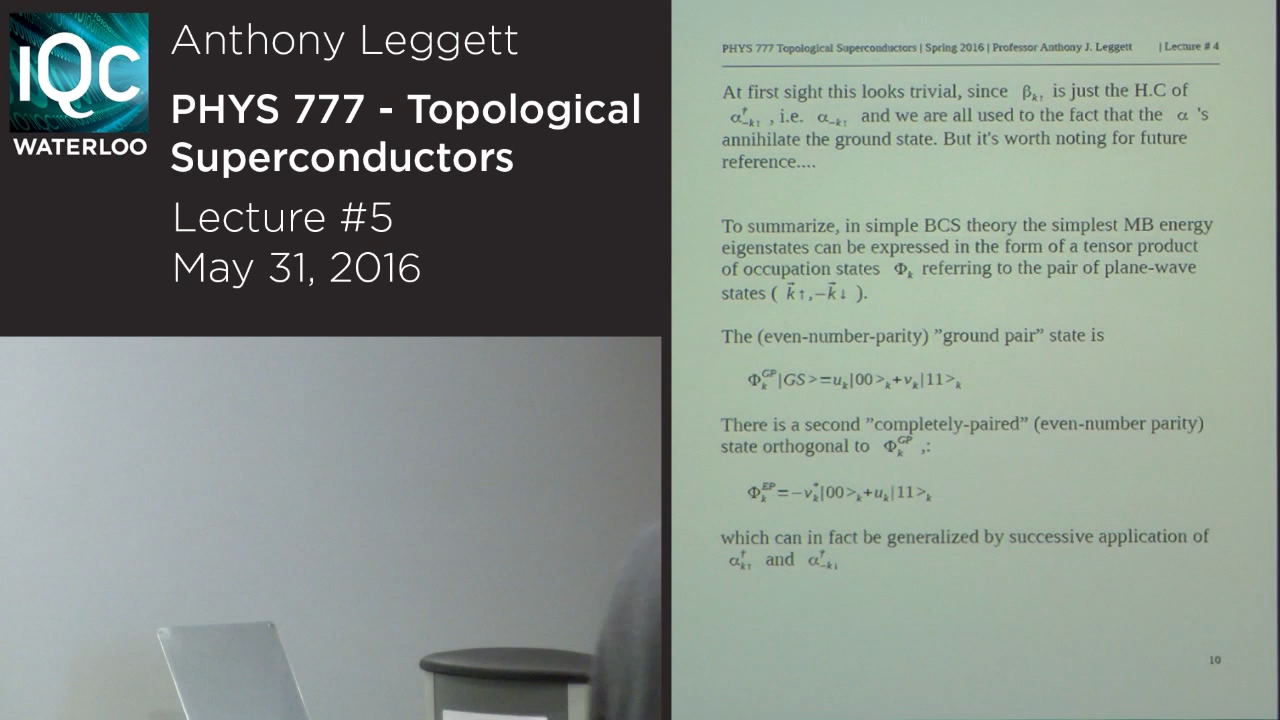 IQC
WATERLOO
Anthony Leggett
PHYS 777 - Topological
Superconductors
Lecture #5
May 31, 2016
PHYS 777 Topological Superconductors | Spring 2016 | Professor Anthony J. Leggett | Lecture # 4
At first sight this looks trivial, since β_k↑ is just the H.C of
α†_−k↑ , i.e. α_−k↑ and we are all used to the fact that the α 's
annihilate the ground state. But it's worth noting for future
reference....
To summarize, in simple BCS theory the simplest MB energy
eigenstates can be expressed in the form of a tensor product
of occupation states Φ_k referring to the pair of plane-wave
states ( k⃗↑,−k⃗↓ ).
The (even-number-parity) ”ground pair” state is
Φ_k^GP|GS>=u_k|00>_k+v_k|11>_k
There is a second ”completely-paired” (even-number parity)
state orthogonal to Φ_k^GP ,:
Φ_k^EP=−v_k^*|00>_k+u_k|11>_k
which can in fact be generalized by successive application of
α†_k↑ and α†_−k↓
10